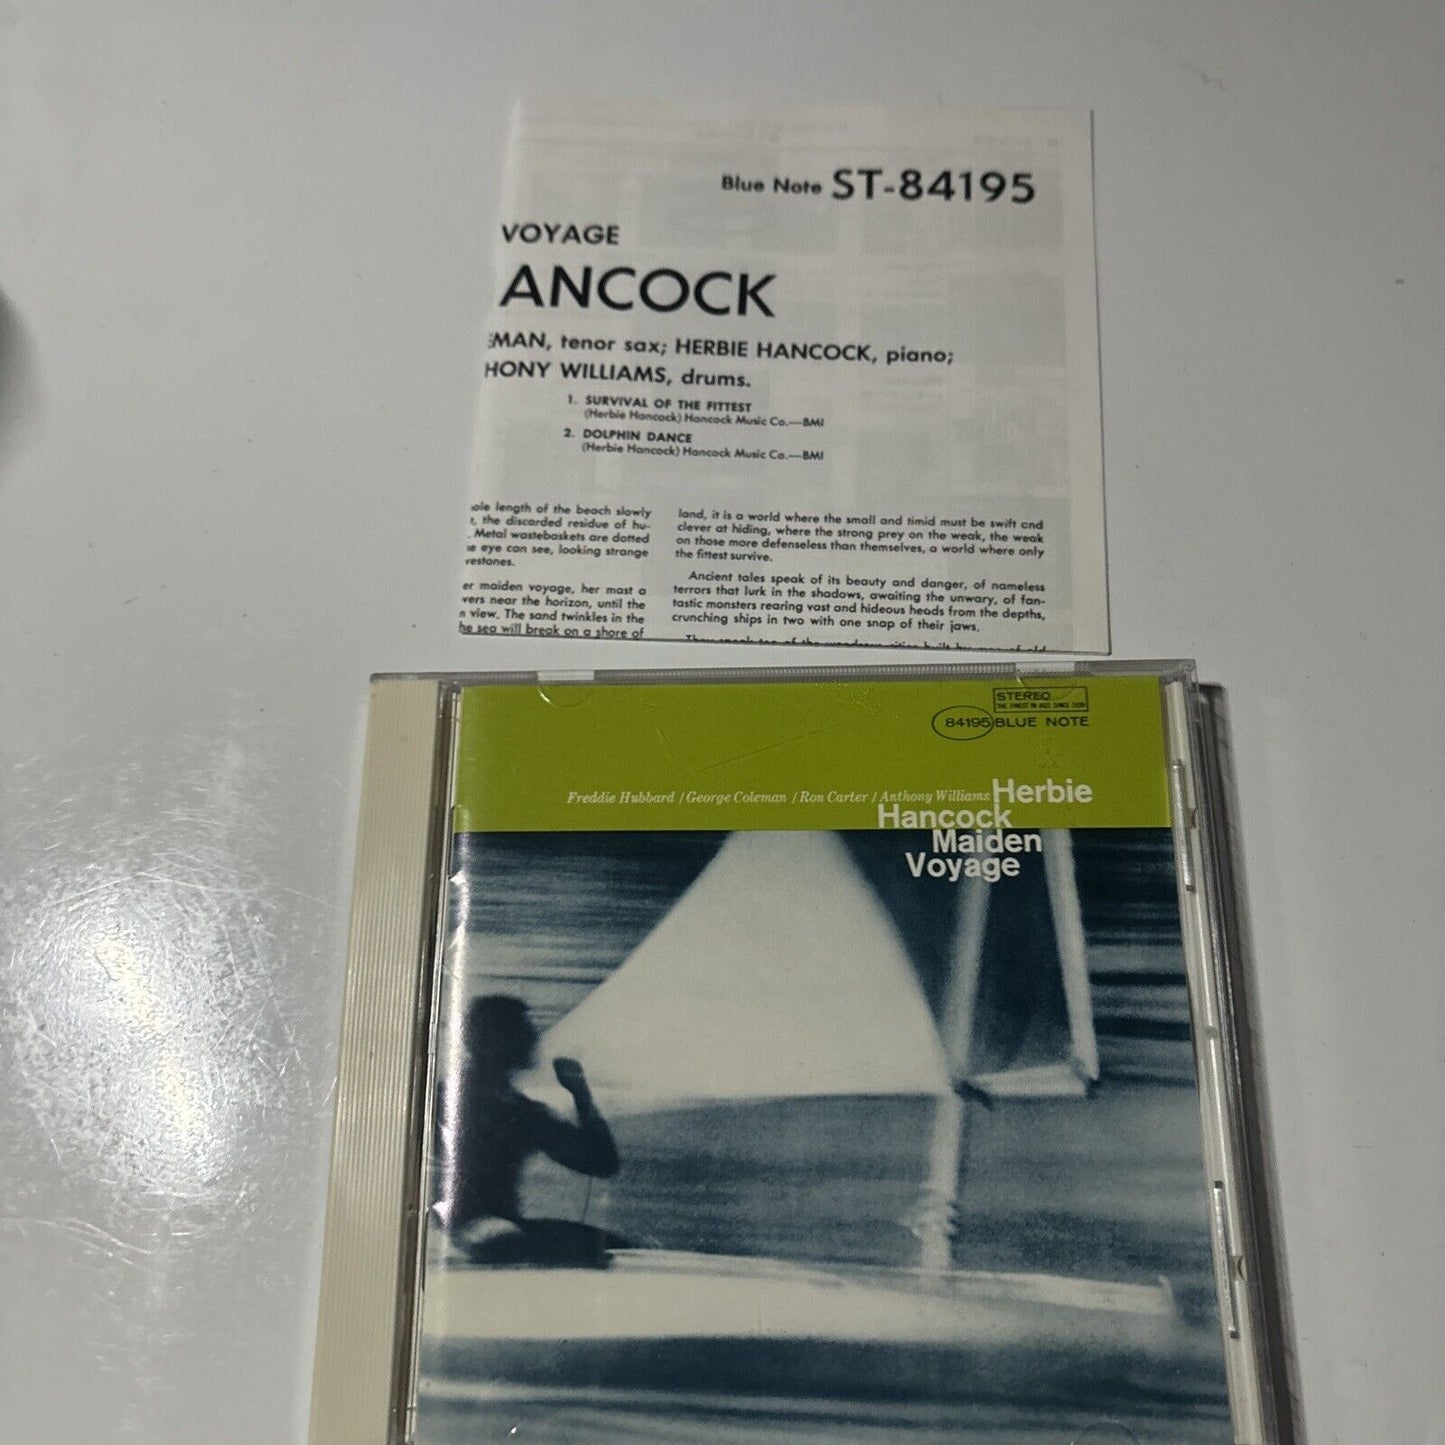 Blue Note ST-84195
VOYAGE
ANCOCK
MAN, tenor sax; HERBIE HANCOCK, piano;
HONY WILLIAMS, drums.
1. SURVIVAL OF THE FITTEST
(Herbie Hancock) Hancock Music Co.—BMI
2. DOLPHIN DANCE
(Herbie Hancock) Hancock Music Co.—BMI
ole length of the beach slowly
t, the discarded residue of hu-
. Metal wastebaskets are dotted
e eye can see, looking strange
vestones.
er maiden voyage, her mast a
vers near the horizon, until the
n view. The sand twinkles in the
he sea will break on a shore of
land, it is a world where the small and timid must be swift and
clever at hiding, where the strong prey on the weak, the weak
on those more defenseless than themselves, a world where only
the fittest survive.
Ancient tales speak of its beauty and danger, of nameless
terrors that lurk in the shadows, awaiting the unwary, of fan-
tastic monsters rearing vast and hideous heads from the depths,
crunching ships in two with one snap of their jaws.
STEREO
THE FINEST IN JAZZ SINCE 1939
84195 BLUE NOTE
Freddie Hubbard / George Coleman / Ron Carter / Anthony Williams Herbie
Hancock
Maiden
Voyage